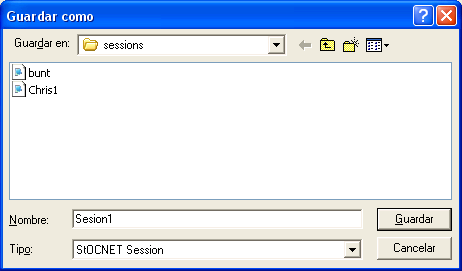 Guardar como
Guardar en: sessions
bunt
Chris1
Nombre: Sesion1 Guardar
Tipo: StOCNET Session Cancelar